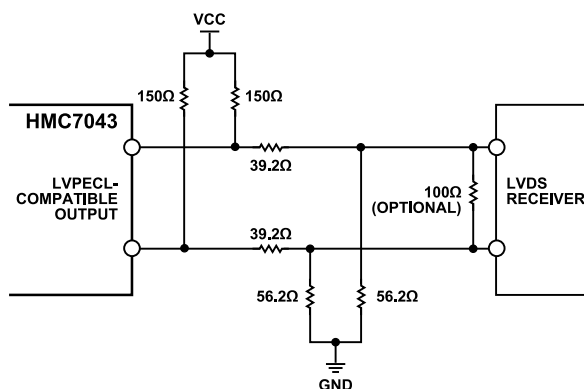 VCC
150Ω
150Ω
HMC7043
39.2Ω
LVPECL-
COMPATIBLE
OUTPUT
100Ω
(OPTIONAL)
LVDS
RECEIVER
39.2Ω
56.2Ω
56.2Ω
GND